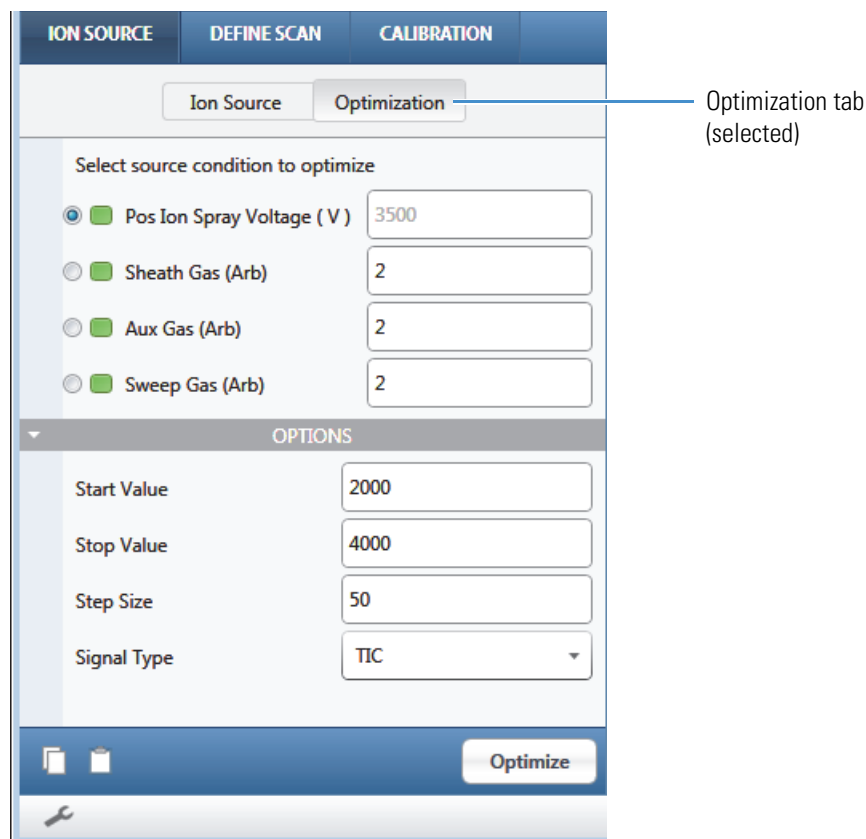 ION SOURCE DEFINE SCAN CALIBRATION
Ion Source Optimization
Optimization tab
(selected)
Select source condition to optimize
Pos Ion Spray Voltage ( V ) 3500
Sheath Gas (Arb) 2
Aux Gas (Arb) 2
Sweep Gas (Arb) 2
OPTIONS
Start Value 2000
Stop Value 4000
Step Size 50
Signal Type TIC
Optimize